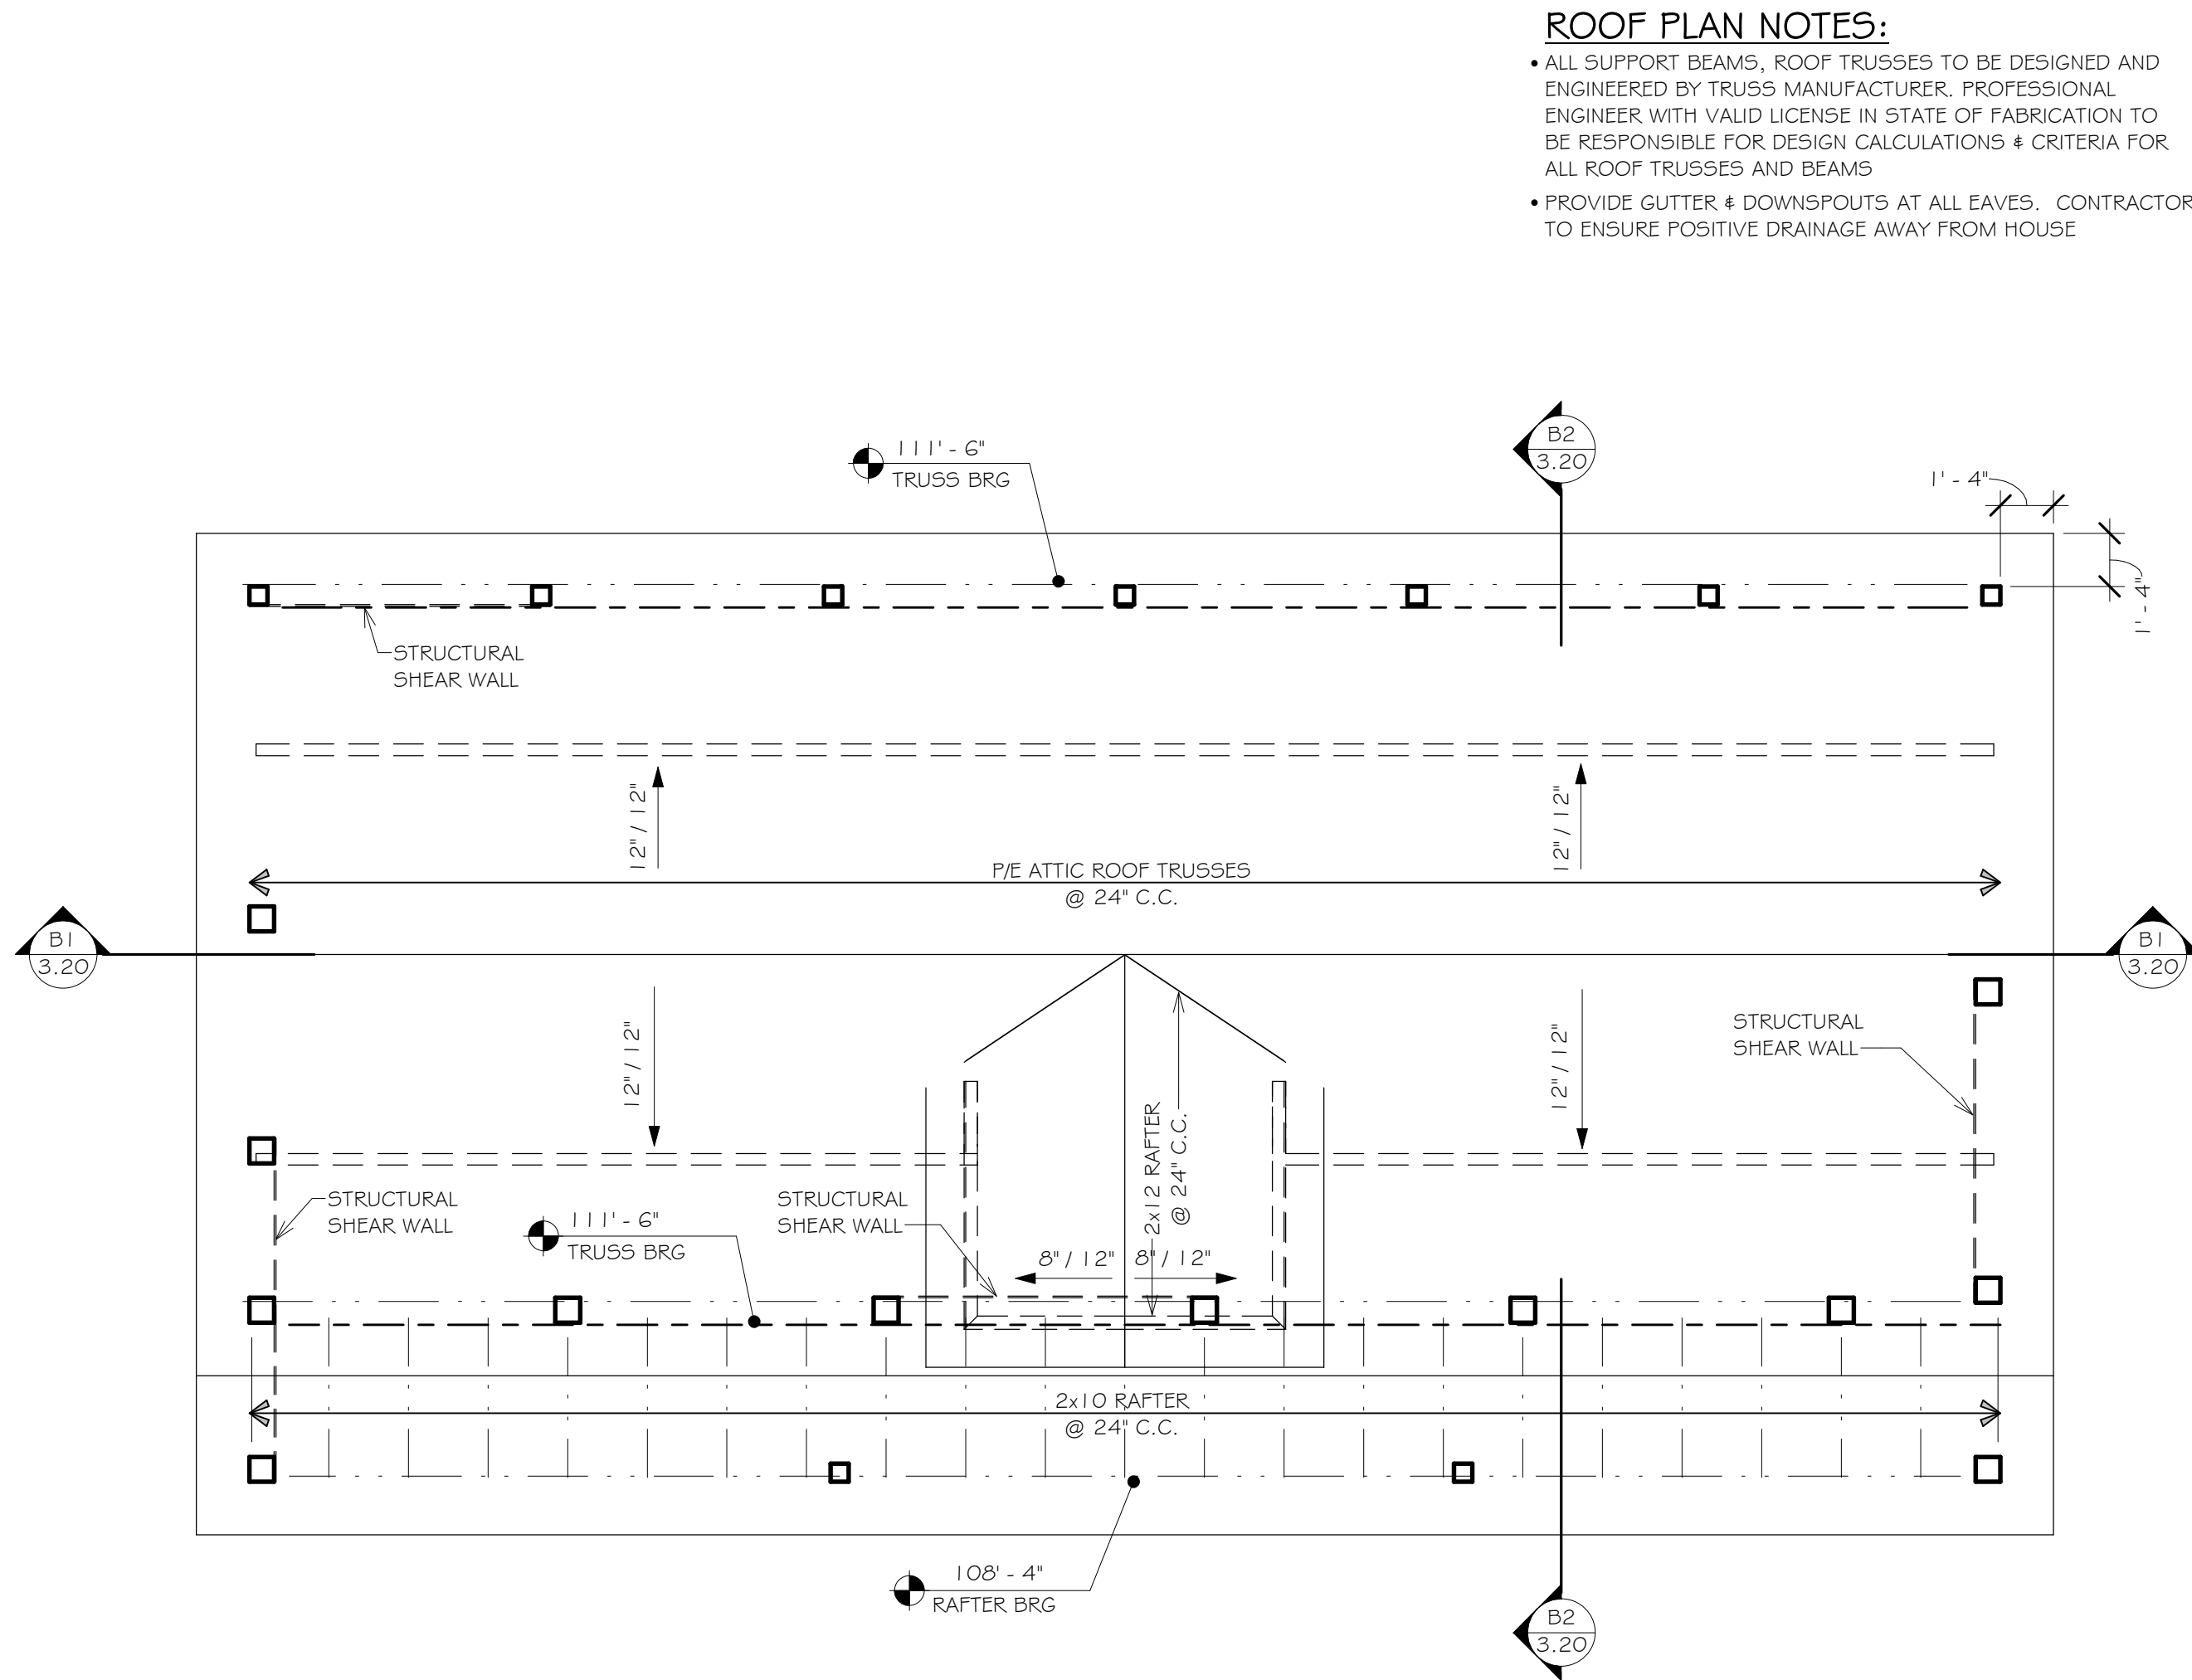 ROOF PLAN NOTES:
• ALL SUPPORT BEAMS, ROOF TRUSSES TO BE DESIGNED AND
ENGINEERED BY TRUSS MANUFACTURER. PROFESSIONAL
ENGINEER WITH VALID LICENSE IN STATE OF FABRICATION TO
BE RESPONSIBLE FOR DESIGN CALCULATIONS & CRITERIA FOR
ALL ROOF TRUSSES AND BEAMS
• PROVIDE GUTTER & DOWNSPOUTS AT ALL EAVES. CONTRACTOR
TO ENSURE POSITIVE DRAINAGE AWAY FROM HOUSE
B2
3.20
111' - 6"
TRUSS BRG
1' - 4"
1' - 4"
STRUCTURAL
SHEAR WALL
12" / 12"
12" / 12"
P/E ATTIC ROOF TRUSSES
@ 24" C.C.
B1
3.20
B1
3.20
12" / 12"
12" / 12"
STRUCTURAL
SHEAR WALL
2x12 RAFTER
@ 24" C.C.
STRUCTURAL
SHEAR WALL
111' - 6"
TRUSS BRG
STRUCTURAL
SHEAR WALL
8" / 12"
8" / 12"
2x10 RAFTER
@ 24" C.C.
108' - 4"
RAFTER BRG
B2
3.20